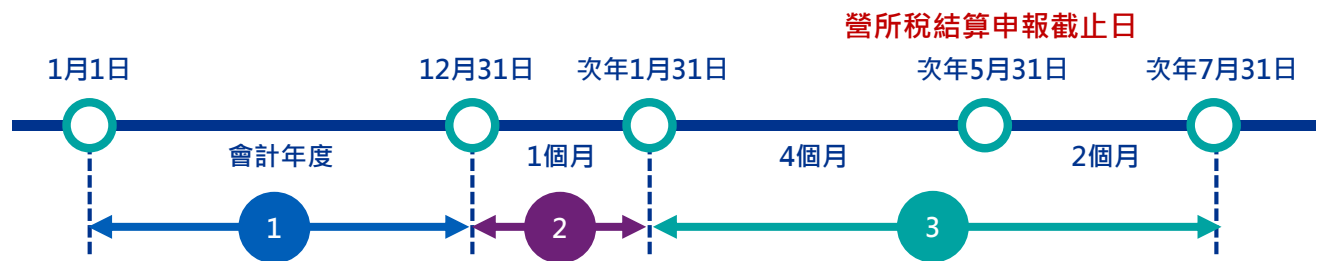 營所稅結算申報截止日
1月1日
12月31日
次年1月31日
次年5月31日
次年7月31日
會計年度
1個月
4個月
2個月
1
2
3